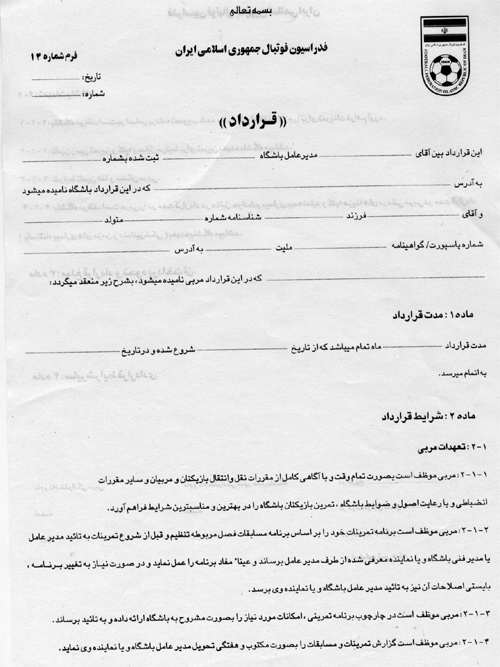 بسمه تعالی
فدراسیون فوتبال جمهوری اسلامی ایران
فرم شماره ۱۴
تاریخ:
شماره:
((قرارداد))
این قرارداد بین آقای مدیرعامل باشگاه ثبت شده بشماره
به آدرس که در این قرارداد باشگاه نامیده میشود
و آقای فرزند شناسنامه شماره متولد
شماره پاسپورت/ گواهینامه ملیت به آدرس
که در این قرارداد مربی نامیده میشود ، بشرح زیر منعقد میگردد:
ماده ۱ : مدت قرارداد
مدت قرارداد ماه تمام میباشد که از تاریخ شروع شده و درتاریخ
به اتمام میرسد.
ماده ۲ : شرایط قرارداد
۲-۱ : تعهدات مربی
۲-۱-۱ : مربی موظف است بصورت تمام وقت و با آگاهی کامل از مقررات نقل وانتقال بازیکنان و مربیان و سایر مقررات
انضباطی و با رعایت اصول و ضوابط باشگاه ، تمرین بازیکنان باشگاه را در بهترین و مناسبترین شرایط فراهم آورد.
۲-۱-۲ : مربی موظف است برنامه تمرینات خود را بر اساس برنامه مسابقات فصل مربوطه تنظیم و قبل از شروع تمرینات به تائید مدیر عامل
یا مدیر فنی باشگاه و یا نماینده معرفی شده از طرف مدیر عامل برساند و عینا" مفاد برنامه را عمل نماید و در صورت نیاز به تغییر برنامه ،
بایستی اصلاحات آن نیز به تائید مدیر عامل باشگاه و یا نماینده وی برسد .
۲-۱-۳ : مربی موظف است در چارچوب برنامه تمرینی ، امکانات مورد نیاز را بصورت مشروح به باشگاه ارائه داده و به تائید برساند .
۲-۱-۴ : مربی موظف است گزارش تمرینات و مسابقات را بصورت مکتوب و هفتگی تحویل مدیر عامل باشگاه و یا نماینده وی نماید.